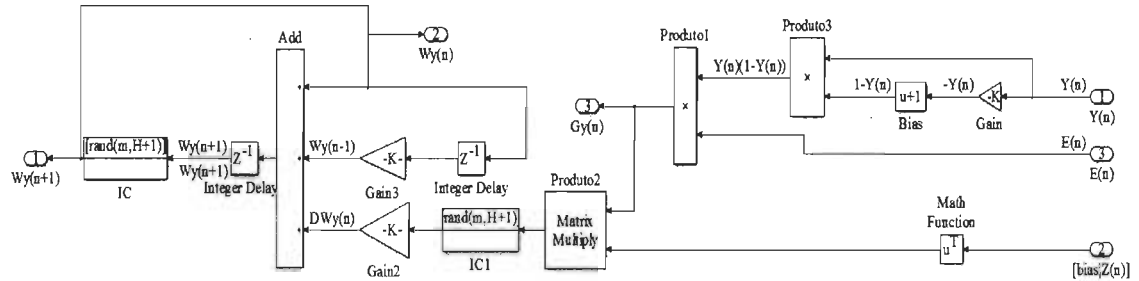 Add
2
Wy(n)
Produto1
Produto3
×
Y(n)(1-Y(n))
×
1-Y(n)
u+1
Bias
-Y(n)
-K
Gain
Y(n)
1
Y(n)
3
Gy(n)
E(n)
3
E(n)
1
Wy(n+1)
[rand(m,H+1)]
IC
Wy(n+1)
Wy(n+1)
Z-1
Integer Delay
Wy(n-1)
-K-
Gain3
Z-1
Integer Delay
DWy(n)
-K-
Gain2
rand(m,H+1)
IC1
Produto2
Matrix
Multiply
Math
Function
uT
2
[bias;Z(n)]